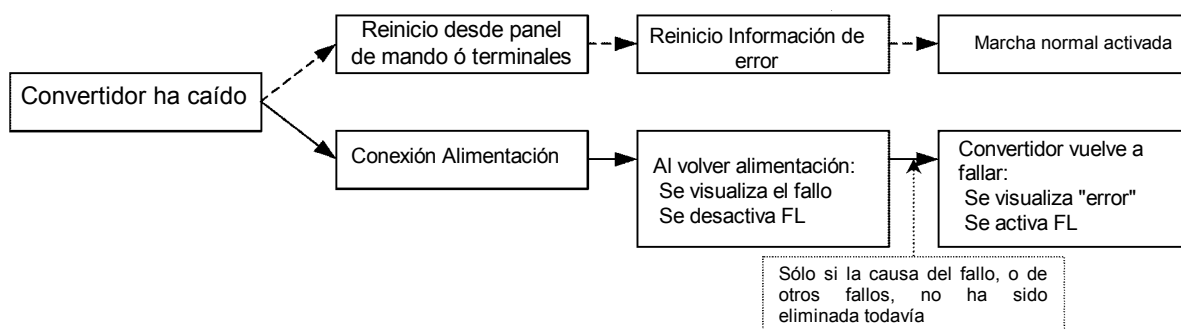 Convertidor ha caído
Reinicio desde panel
de mando ó terminales
Reinicio Información de
error
Marcha normal activada
Conexión Alimentación
Al volver alimentación:
Se visualiza el fallo
Se desactiva FL
Convertidor vuelve a
fallar:
Se visualiza "error"
Se activa FL
Sólo si la causa del fallo, o de
otros fallos, no ha sido
eliminada todavía